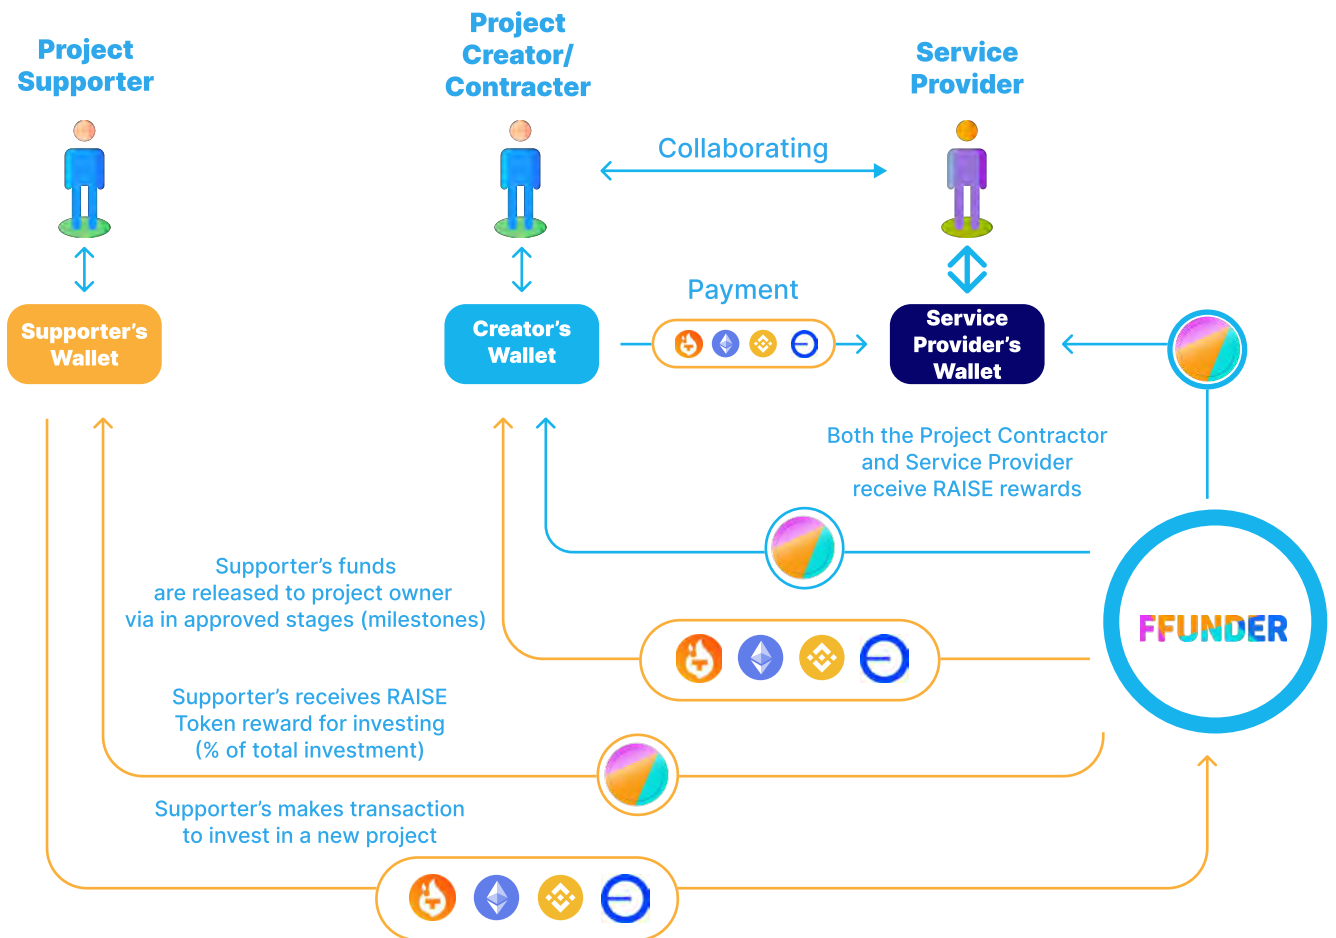 Project
Supporter
Project
Creator/
Contracter
Service
Provider
Collaborating
Supporter's
Wallet
Creator's
Wallet
Payment
Service
Provider's
Wallet
Both the Project Contractor
and Service Provider
receive RAISE rewards
Supporter's funds
are released to project owner
via in approved stages (milestones)
FFUNDER
Supporter's receives RAISE
Token reward for investing
(% of total investment)
Supporter's makes transaction
to invest in a new project